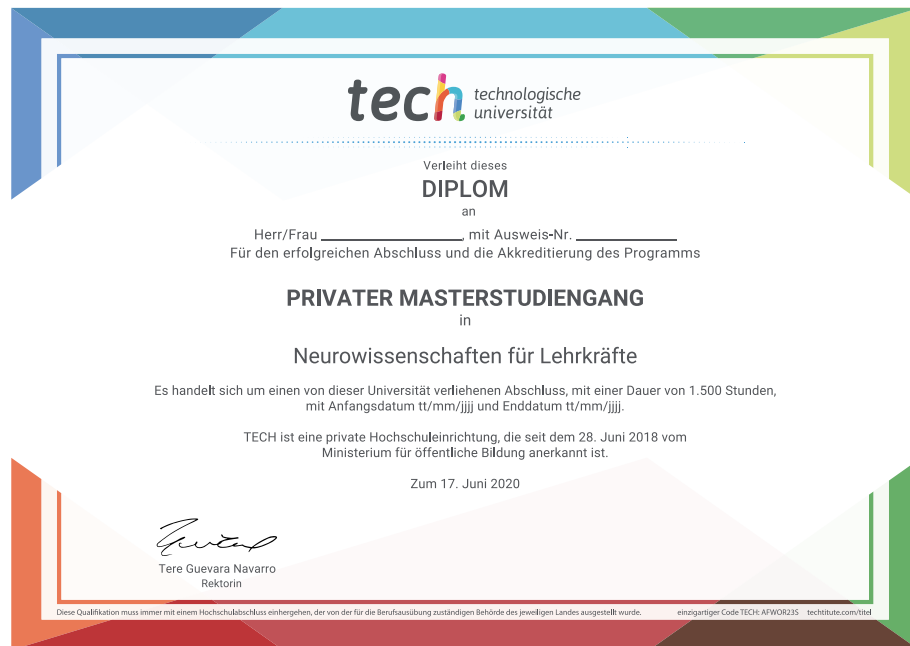 tech technologische
universität
Verleiht dieses
DIPLOM
an
Herr/Frau ____________, mit Ausweis-Nr. ____________
Für den erfolgreichen Abschluss und die Akkreditierung des Programms
PRIVATER MASTERSTUDIENGANG
in
Neurowissenschaften für Lehrkräfte
Es handelt sich um einen von dieser Universität verliehenen Abschluss, mit einer Dauer von 1.500 Stunden,
mit Anfangsdatum tt/mm/jjjj und Enddatum tt/mm/jjjj.
TECH ist eine private Hochschuleinrichtung, die seit dem 28. Juni 2018 vom
Ministerium für öffentliche Bildung anerkannt ist.
Zum 17. Juni 2020
Tere Guevara Navarro
Rektorin
Diese Qualifikation muss immer mit einem Hochschulabschluss einhergehen, der von der für die Berufsausübung zuständigen Behörde des jeweiligen Landes ausgestellt wurde. einzigartiger Code TECH: AFWOR23S techtitute.com/titel